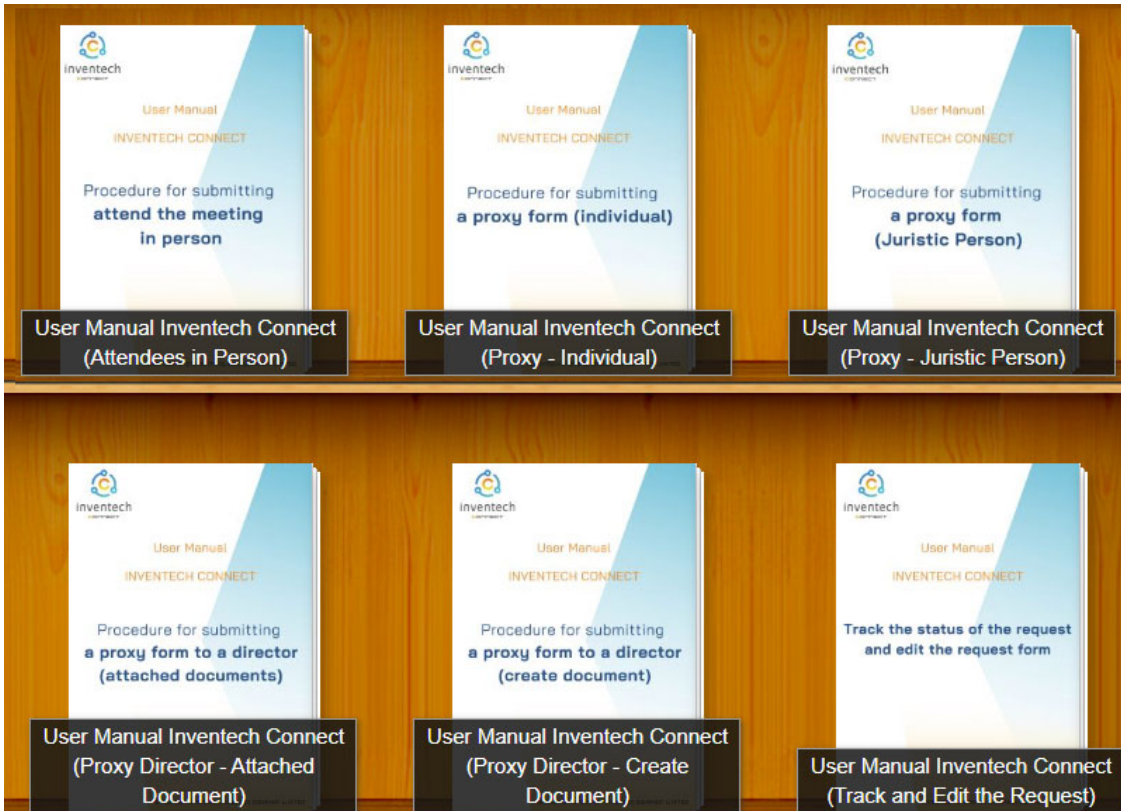 inventech
CONNECT
User Manual
INVENTECH CONNECT
Procedure for submitting
attend the meeting
in person
User Manual Inventech Connect
(Attendees in Person)
inventech
CONNECT
User Manual
INVENTECH CONNECT
Procedure for submitting
a proxy form (individual)
User Manual Inventech Connect
(Proxy - Individual)
inventech
CONNECT
User Manual
INVENTECH CONNECT
Procedure for submitting
a proxy form
(Juristic Person)
User Manual Inventech Connect
(Proxy - Juristic Person)
inventech
CONNECT
User Manual
INVENTECH CONNECT
Procedure for submitting
a proxy form to a director
(attached documents)
User Manual Inventech Connect
(Proxy Director - Attached
Document)
inventech
CONNECT
User Manual
INVENTECH CONNECT
Procedure for submitting
a proxy form to a director
(create document)
User Manual Inventech Connect
(Proxy Director - Create
Document)
inventech
CONNECT
User Manual
INVENTECH CONNECT
Track the status of the request
and edit the request form
User Manual Inventech Connect
(Track and Edit the Request)